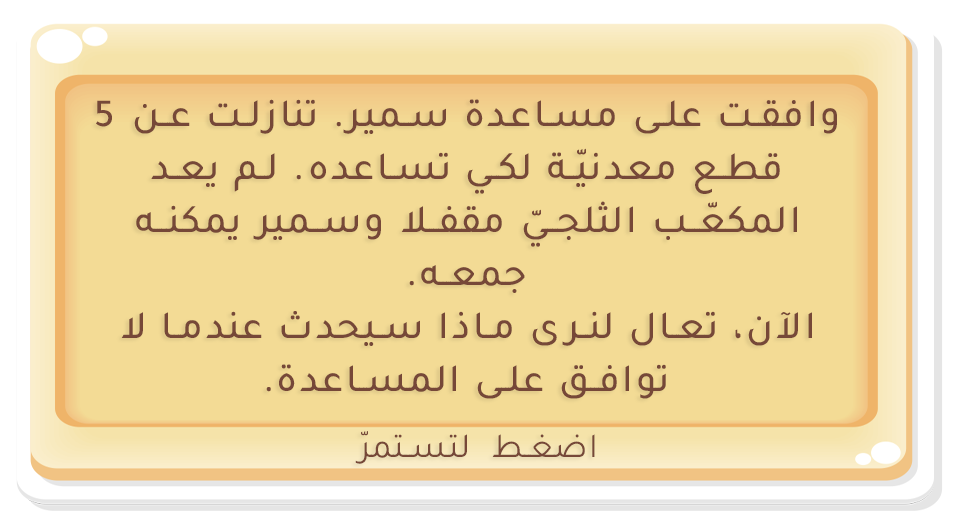 وافقت على مساعدة سمير. تنازلت عن 5
قطع معدنيّة لكي تساعده. لم يعد
المكعّب الثلجيّ مقفلا وسمير يمكنه
جمعه.
الآن، تعال لنرى ماذا سيحدث عندما لا
توافق على المساعدة.
اضغط لتستمرّ